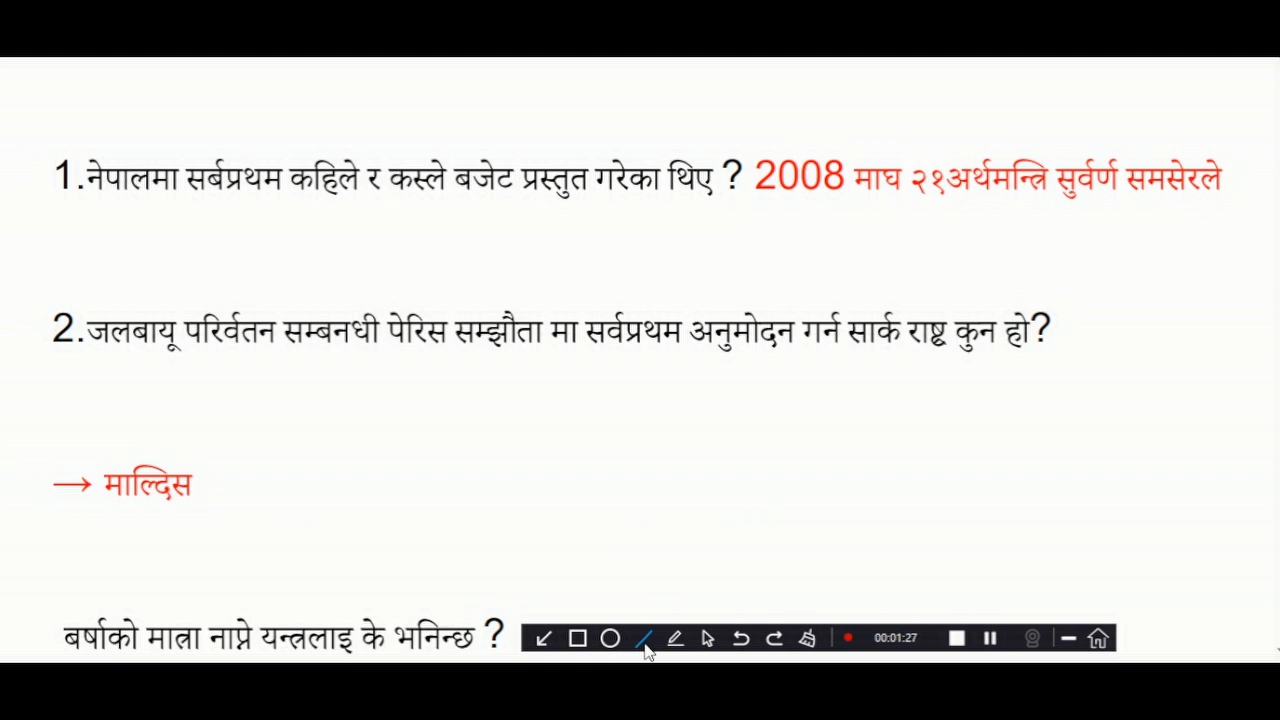 1.नेपालमा सर्बप्रथम कहिले र कस्ले बजेट प्रस्तुत गरेका थिए ? 2008 माघ २१अर्थमन्त्रि सुर्वर्ण समसेरले
2.जलबायू परिर्वतन सम्बनधी पेरिस सम्झौता मा सर्वप्रथम अनुमोदन गर्न सार्क राष्ट्र कुन हो?
→ माल्दिस
बर्षाको मात्रा नाप्ने यन्त्रलाइ के भनिन्छ ?
00:01:27